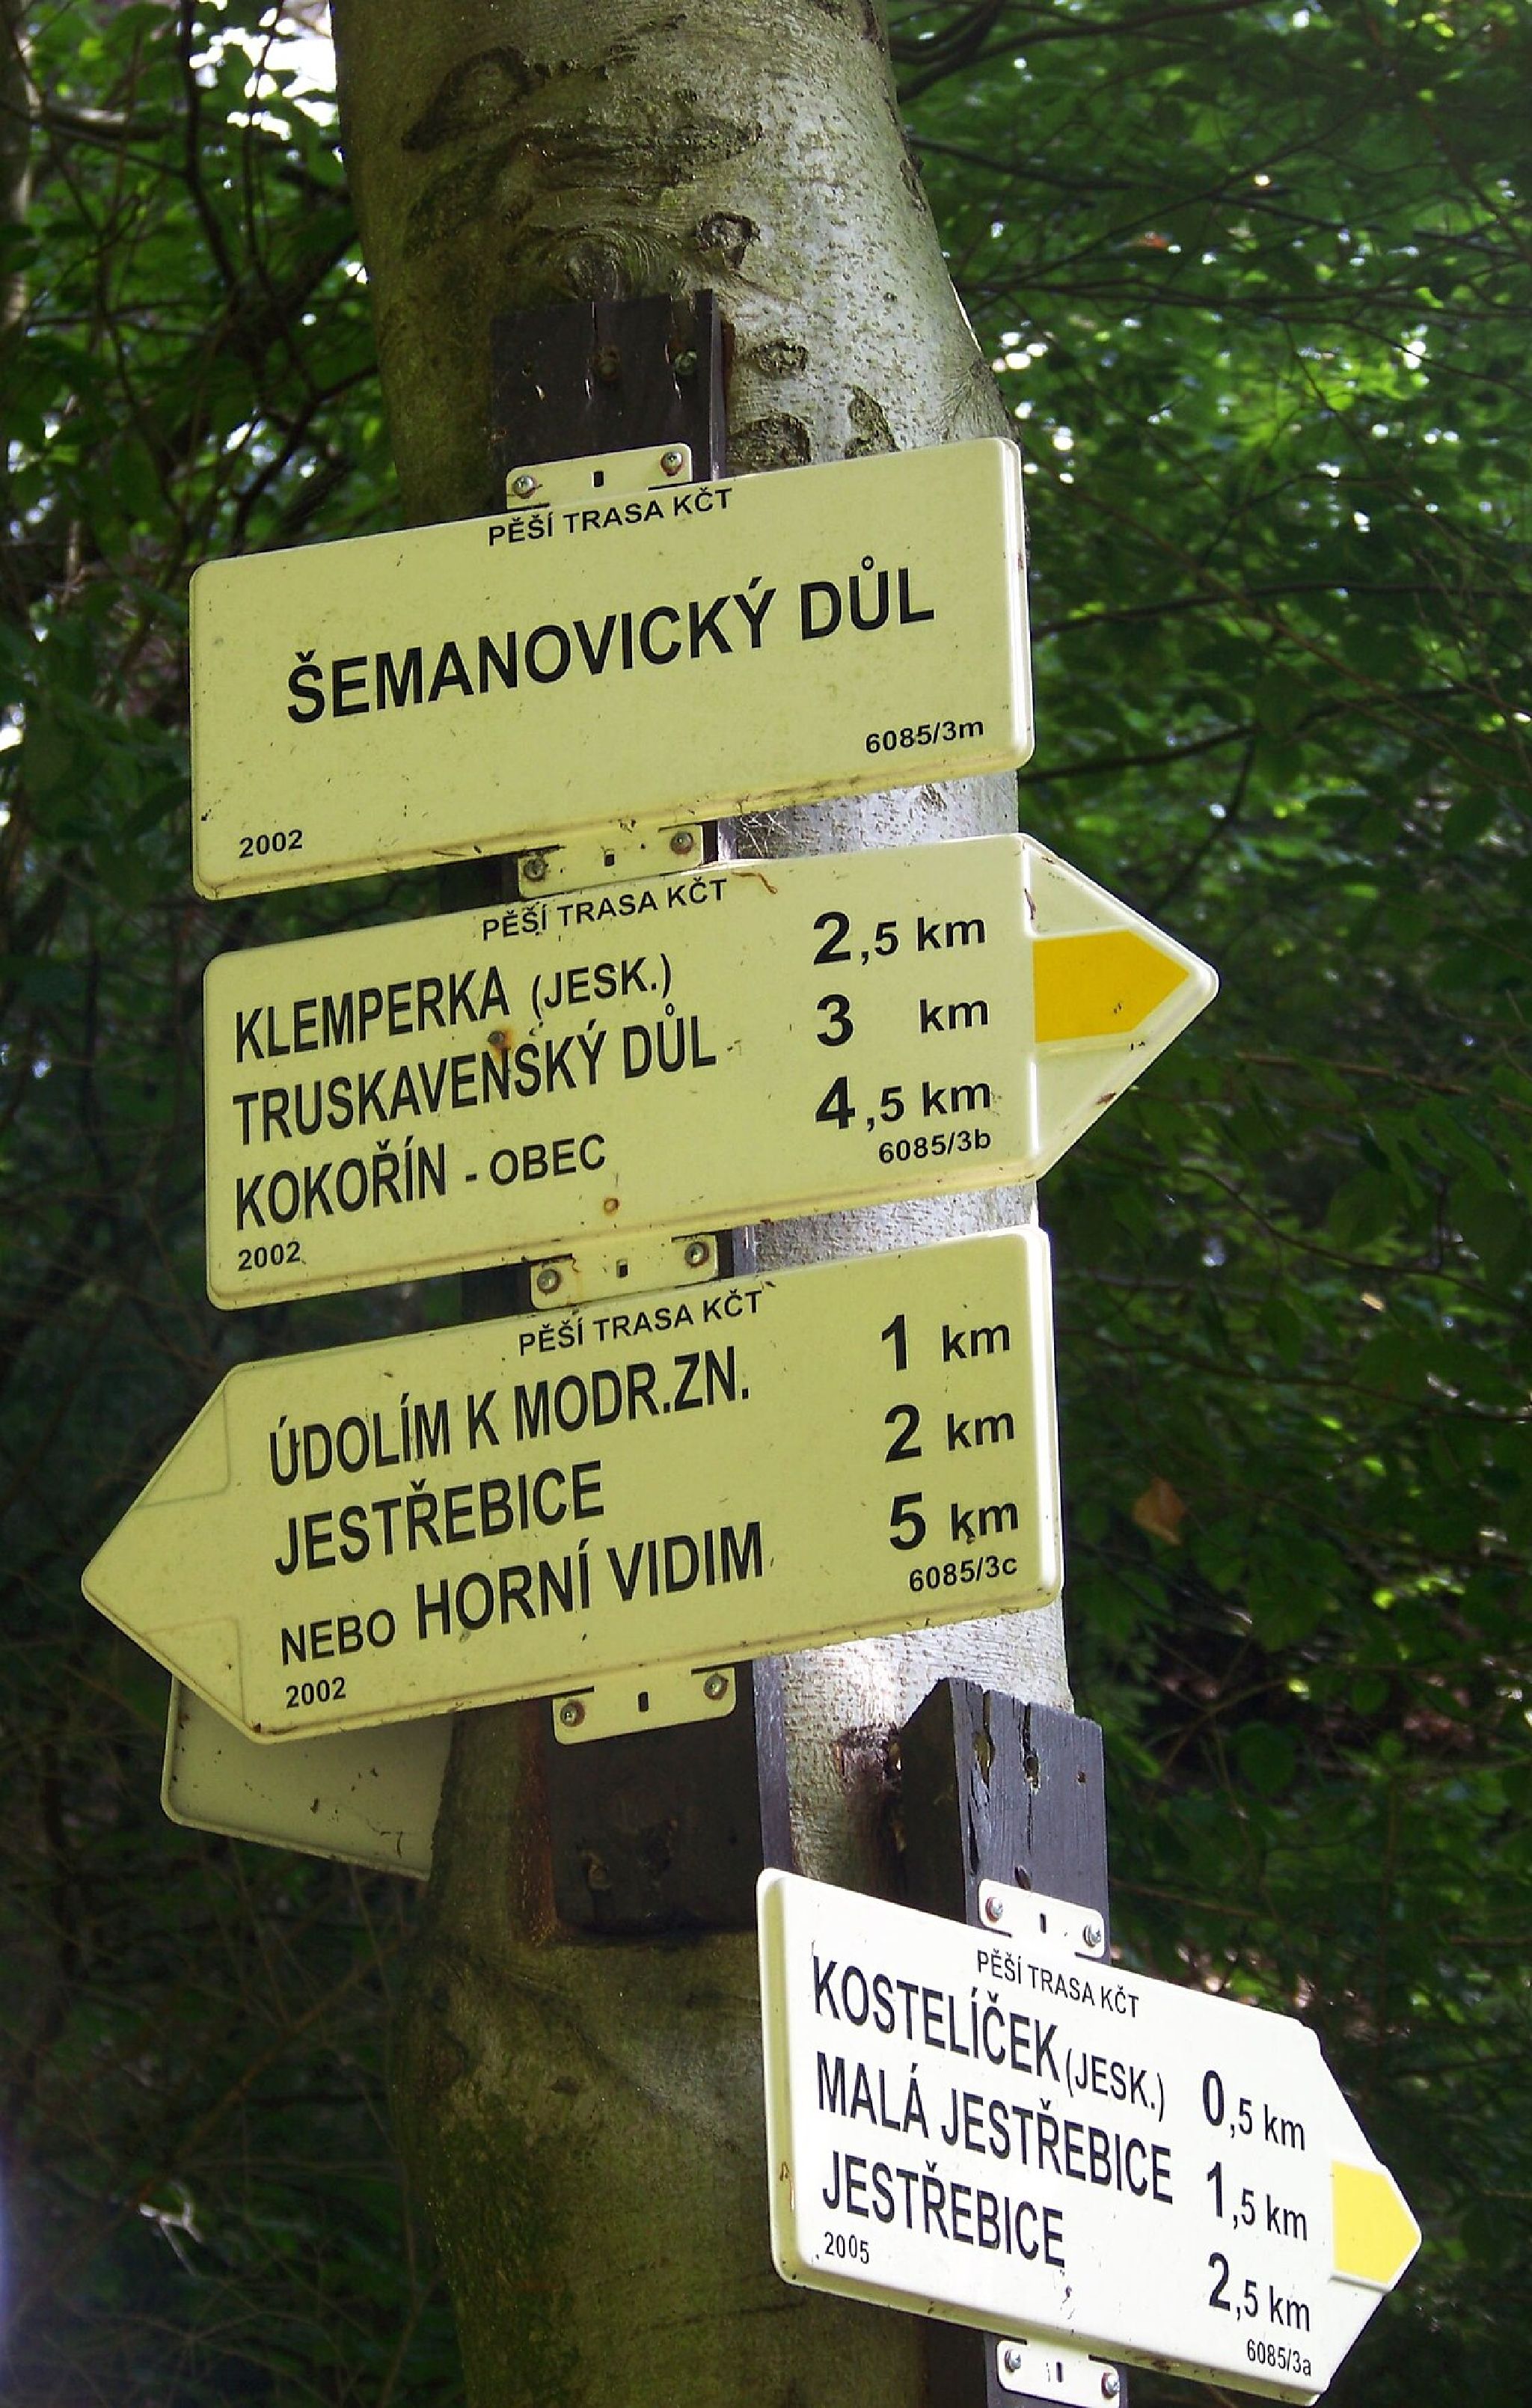 PĚŠÍ TRASA KČT
ŠEMANOVICKÝ DŮL
6085/3m
2002
PĚŠÍ TRASA KČT
KLEMPERKA (JESK.) 2,5 km
TRUSKAVENSKÝ DŮL 3 km
KOKOŘÍN - OBEC 4,5 km
6085/3b
2002
PĚŠÍ TRASA KČT
ÚDOLÍM K MODR.ZN. 1 km
JESTŘEBICE 2 km
NEBO HORNÍ VIDIM 5 km
6085/3c
2002
PĚŠÍ TRASA KČT
KOSTELÍČEK (JESK.) 0,5 km
MALÁ JESTŘEBICE 1,5 km
JESTŘEBICE 2,5 km
2005
6085/3a